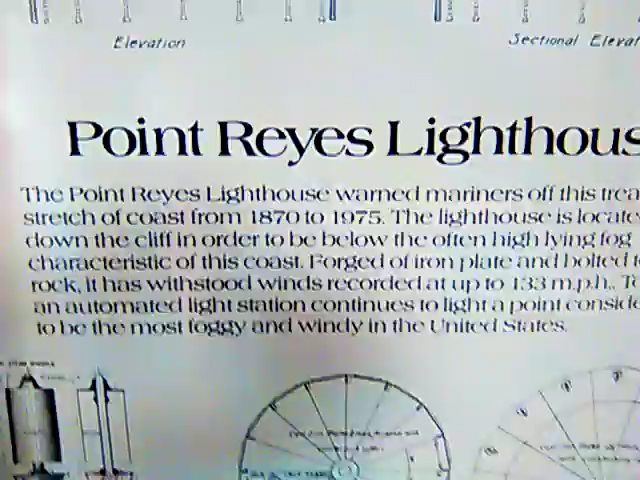 Elevation
Sectional Elevat
Point Reyes Lighthous
The Point Reyes Lighthouse warned mariners off this trea
stretch of coast from 1870 to 1975. The lighthouse is locate
down the cliff in order to be below the often high lying fog
characteristic of this coast. Forged of iron plate and bolted t
rock, it has withstood winds recorded at up to 133 m.p.h.. T
an automated light station continues to light a point conside
to be the most foggy and windy in the United States.